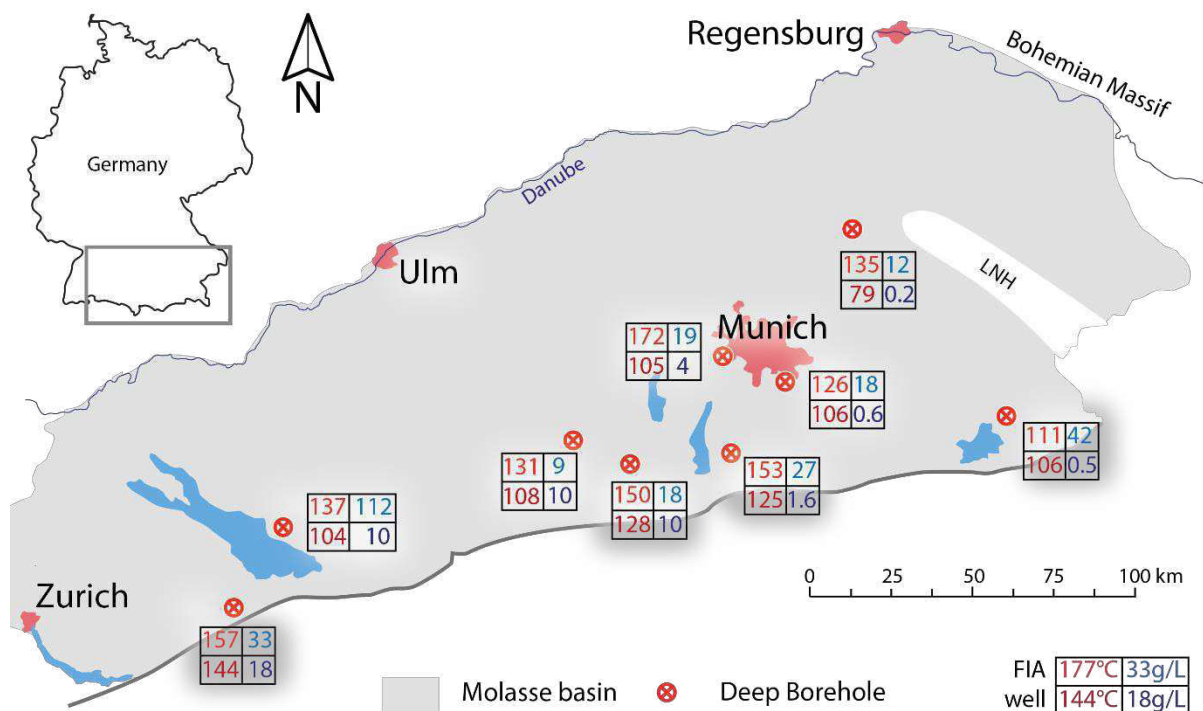 Regensburg
Bohemian Massif
N
Germany
Danube
Ulm
LNH
135 12
79 0.2
Munich
172 19
105 4
126 18
106 0.6
111 42
106 0.5
131 9
108 10
150 18
128 10
153 27
125 1.6
137 112
104 10
Zurich
157 33
144 18
0 25 50 75 100 km
Molasse basin
Deep Borehole
FIA 177°C 33g/L
well 144°C 18g/L